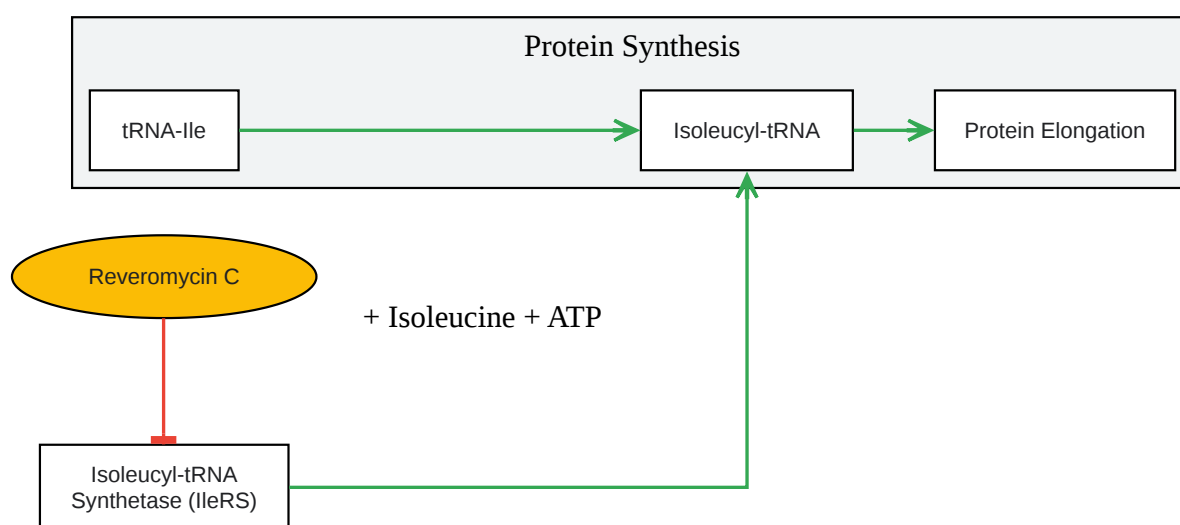 Protein Synthesis
tRNA-Ile
Isoleucyl-tRNA
Protein Elongation
Reveromycin C
+ Isoleucine + ATP
Isoleucyl-tRNA
Synthetase (IleRS)